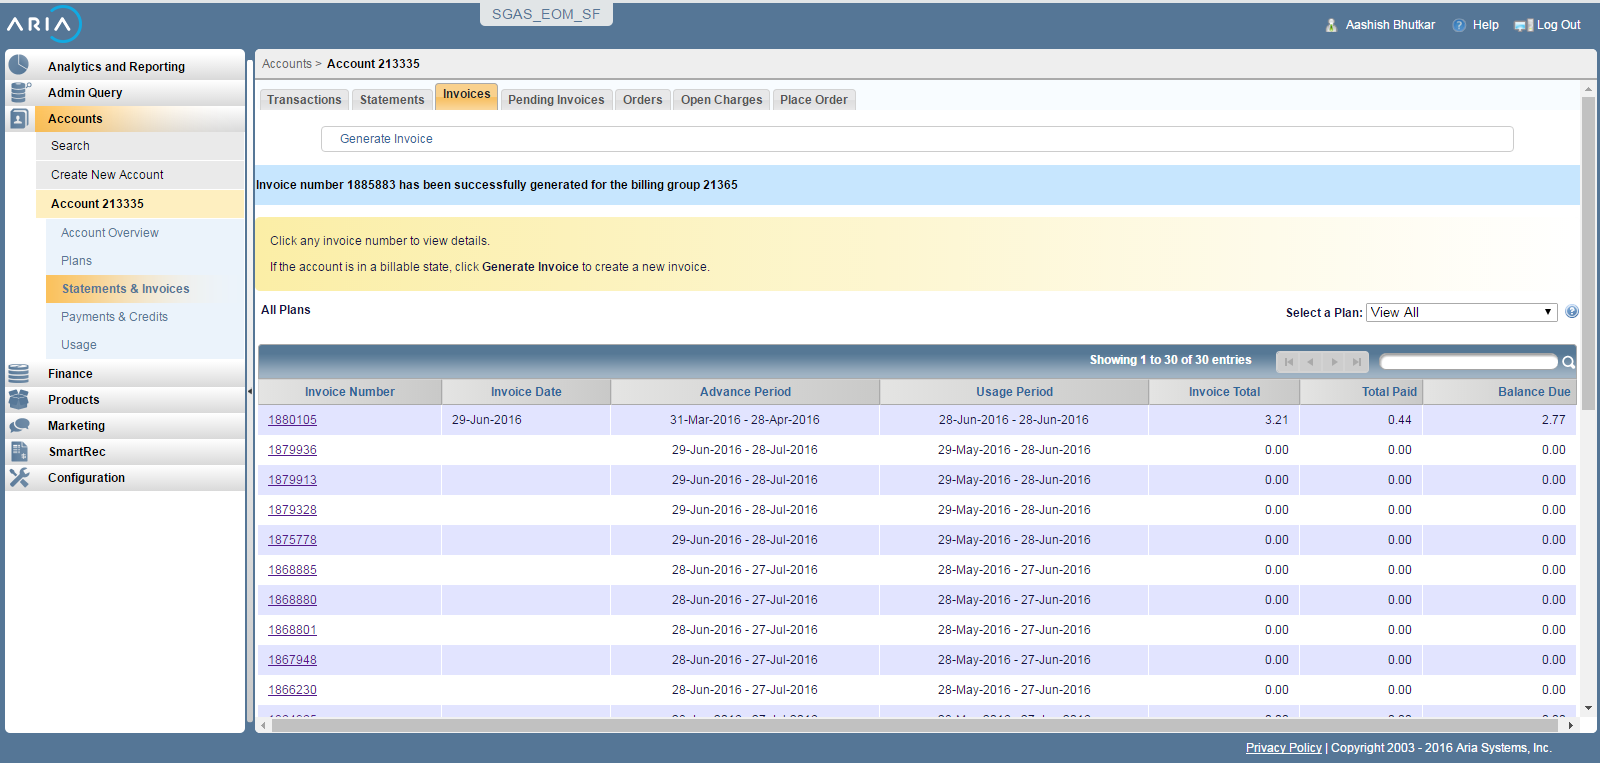 SGAS_EOM_SF
ARIA
Aashish Bhutkar Help Log Out
Analytics and Reporting
Admin Query
Accounts
Search
Create New Account
Account 213335
Account Overview
Plans
Statements & Invoices
Payments & Credits
Usage
Finance
Products
Marketing
SmartRec
Configuration
Accounts > Account 213335
Transactions Statements Invoices Pending Invoices Orders Open Charges Place Order
Generate Invoice
Invoice number 1885883 has been successfully generated for the billing group 21365
Click any invoice number to view details.
If the account is in a billable state, click Generate Invoice to create a new invoice.
All Plans
Select a Plan: View All
Showing 1 to 30 of 30 entries
Invoice Number Invoice Date Advance Period Usage Period Invoice Total Total Paid Balance Due
1880105 29-Jun-2016 31-Mar-2016 - 28-Apr-2016 28-Jun-2016 - 28-Jun-2016 3.21 0.44 2.77
1879936 29-Jun-2016 - 28-Jul-2016 29-May-2016 - 28-Jun-2016 0.00 0.00 0.00
1879913 29-Jun-2016 - 28-Jul-2016 29-May-2016 - 28-Jun-2016 0.00 0.00 0.00
1879328 29-Jun-2016 - 28-Jul-2016 29-May-2016 - 28-Jun-2016 0.00 0.00 0.00
1875778 29-Jun-2016 - 28-Jul-2016 29-May-2016 - 28-Jun-2016 0.00 0.00 0.00
1868885 28-Jun-2016 - 27-Jul-2016 28-May-2016 - 27-Jun-2016 0.00 0.00 0.00
1868880 28-Jun-2016 - 27-Jul-2016 28-May-2016 - 27-Jun-2016 0.00 0.00 0.00
1868801 28-Jun-2016 - 27-Jul-2016 28-May-2016 - 27-Jun-2016 0.00 0.00 0.00
1867948 28-Jun-2016 - 27-Jul-2016 28-May-2016 - 27-Jun-2016 0.00 0.00 0.00
1866230 28-Jun-2016 - 27-Jul-2016 28-May-2016 - 27-Jun-2016 0.00 0.00 0.00
Privacy Policy | Copyright 2003 - 2016 Aria Systems, Inc.